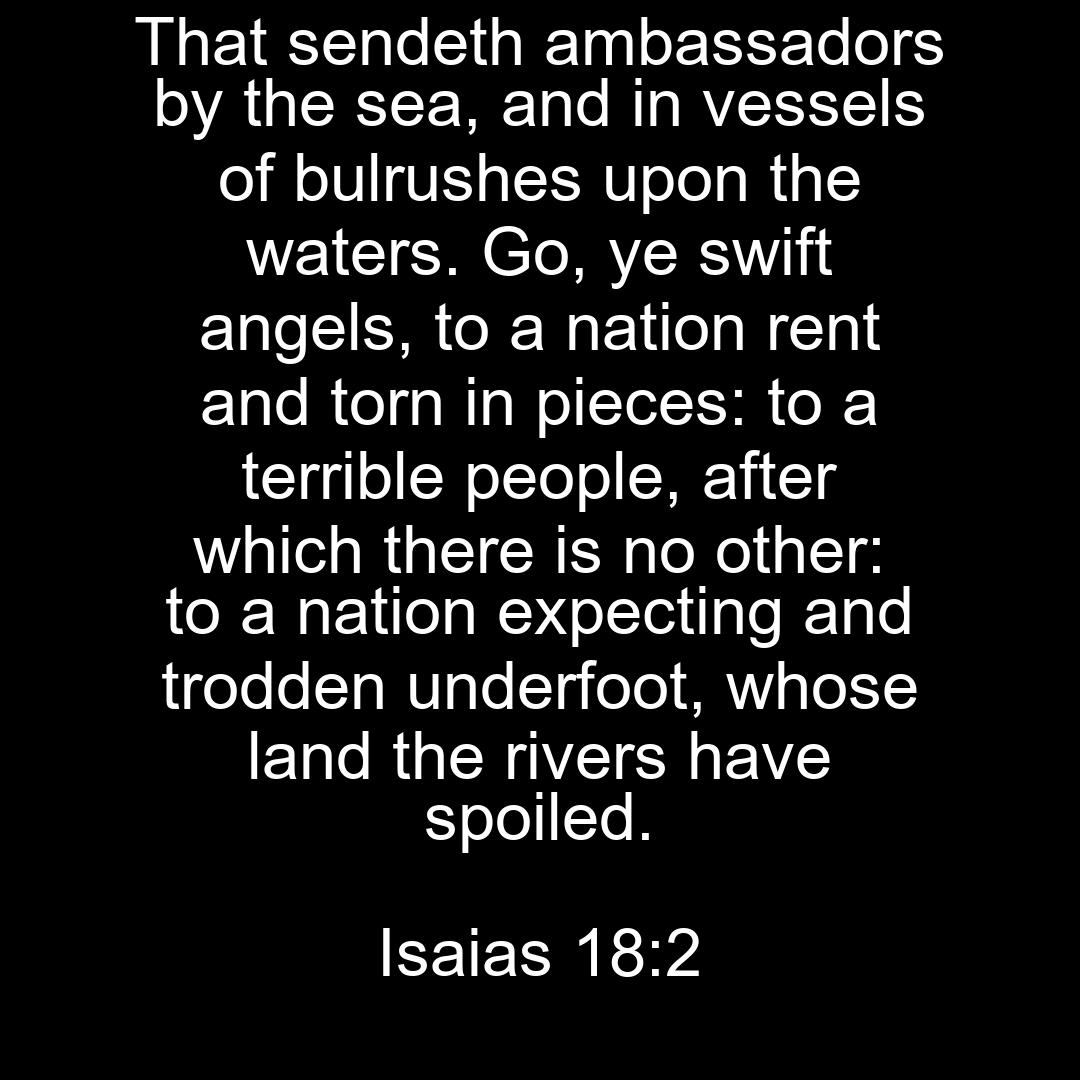 That sendeth ambassadors
by the sea, and in vessels
of bulrushes upon the
waters. Go, ye swift
angels, to a nation rent
and torn in pieces: to a
terrible people, after
which there is no other:
to a nation expecting and
trodden underfoot, whose
land the rivers have
spoiled.
Isaias 18:2